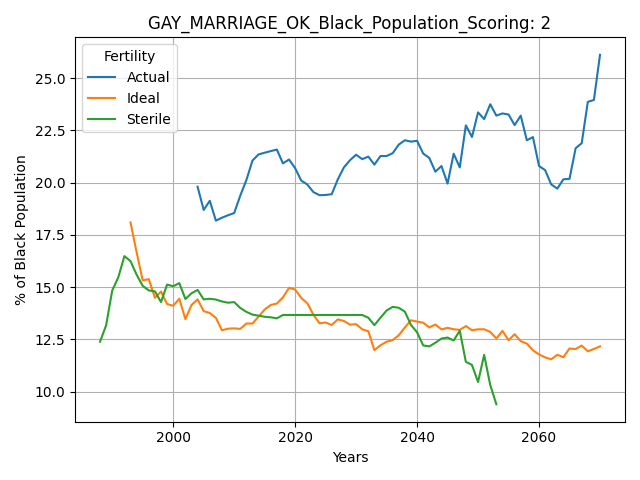 GAY_MARRIAGE_OK_Black_Population_Scoring: 2
Fertility
Actual
Ideal
Sterile
% of Black Population
25.0
22.5
20.0
17.5
15.0
12.5
10.0
2000 2020 2040 2060
Years